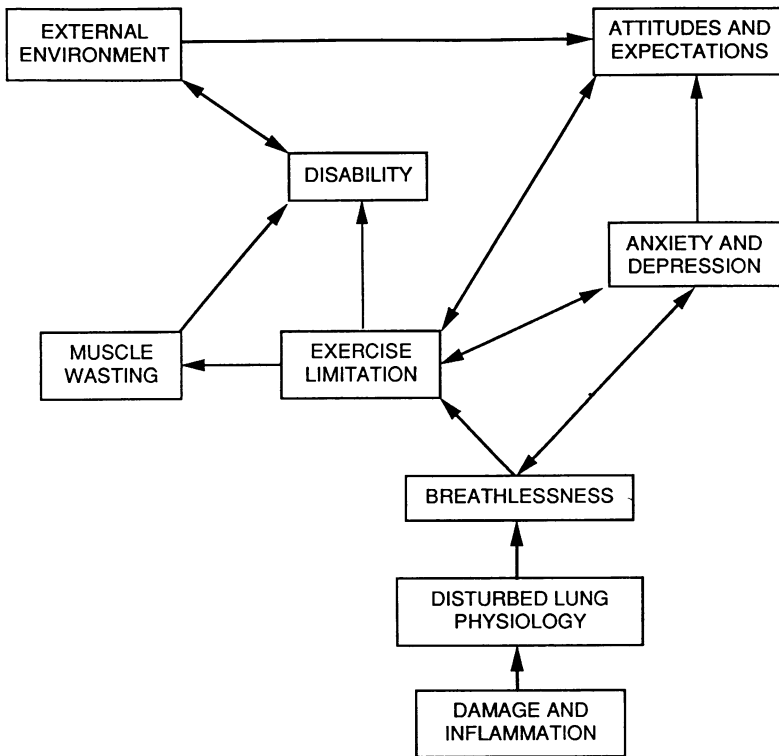 EXTERNAL
ENVIRONMENT
ATTITUDES AND
EXPECTATIONS
DISABILITY
ANXIETY AND
DEPRESSION
MUSCLE
WASTING
EXERCISE
LIMITATION
BREATHLESSNESS
DISTURBED LUNG
PHYSIOLOGY
DAMAGE AND
INFLAMMATION